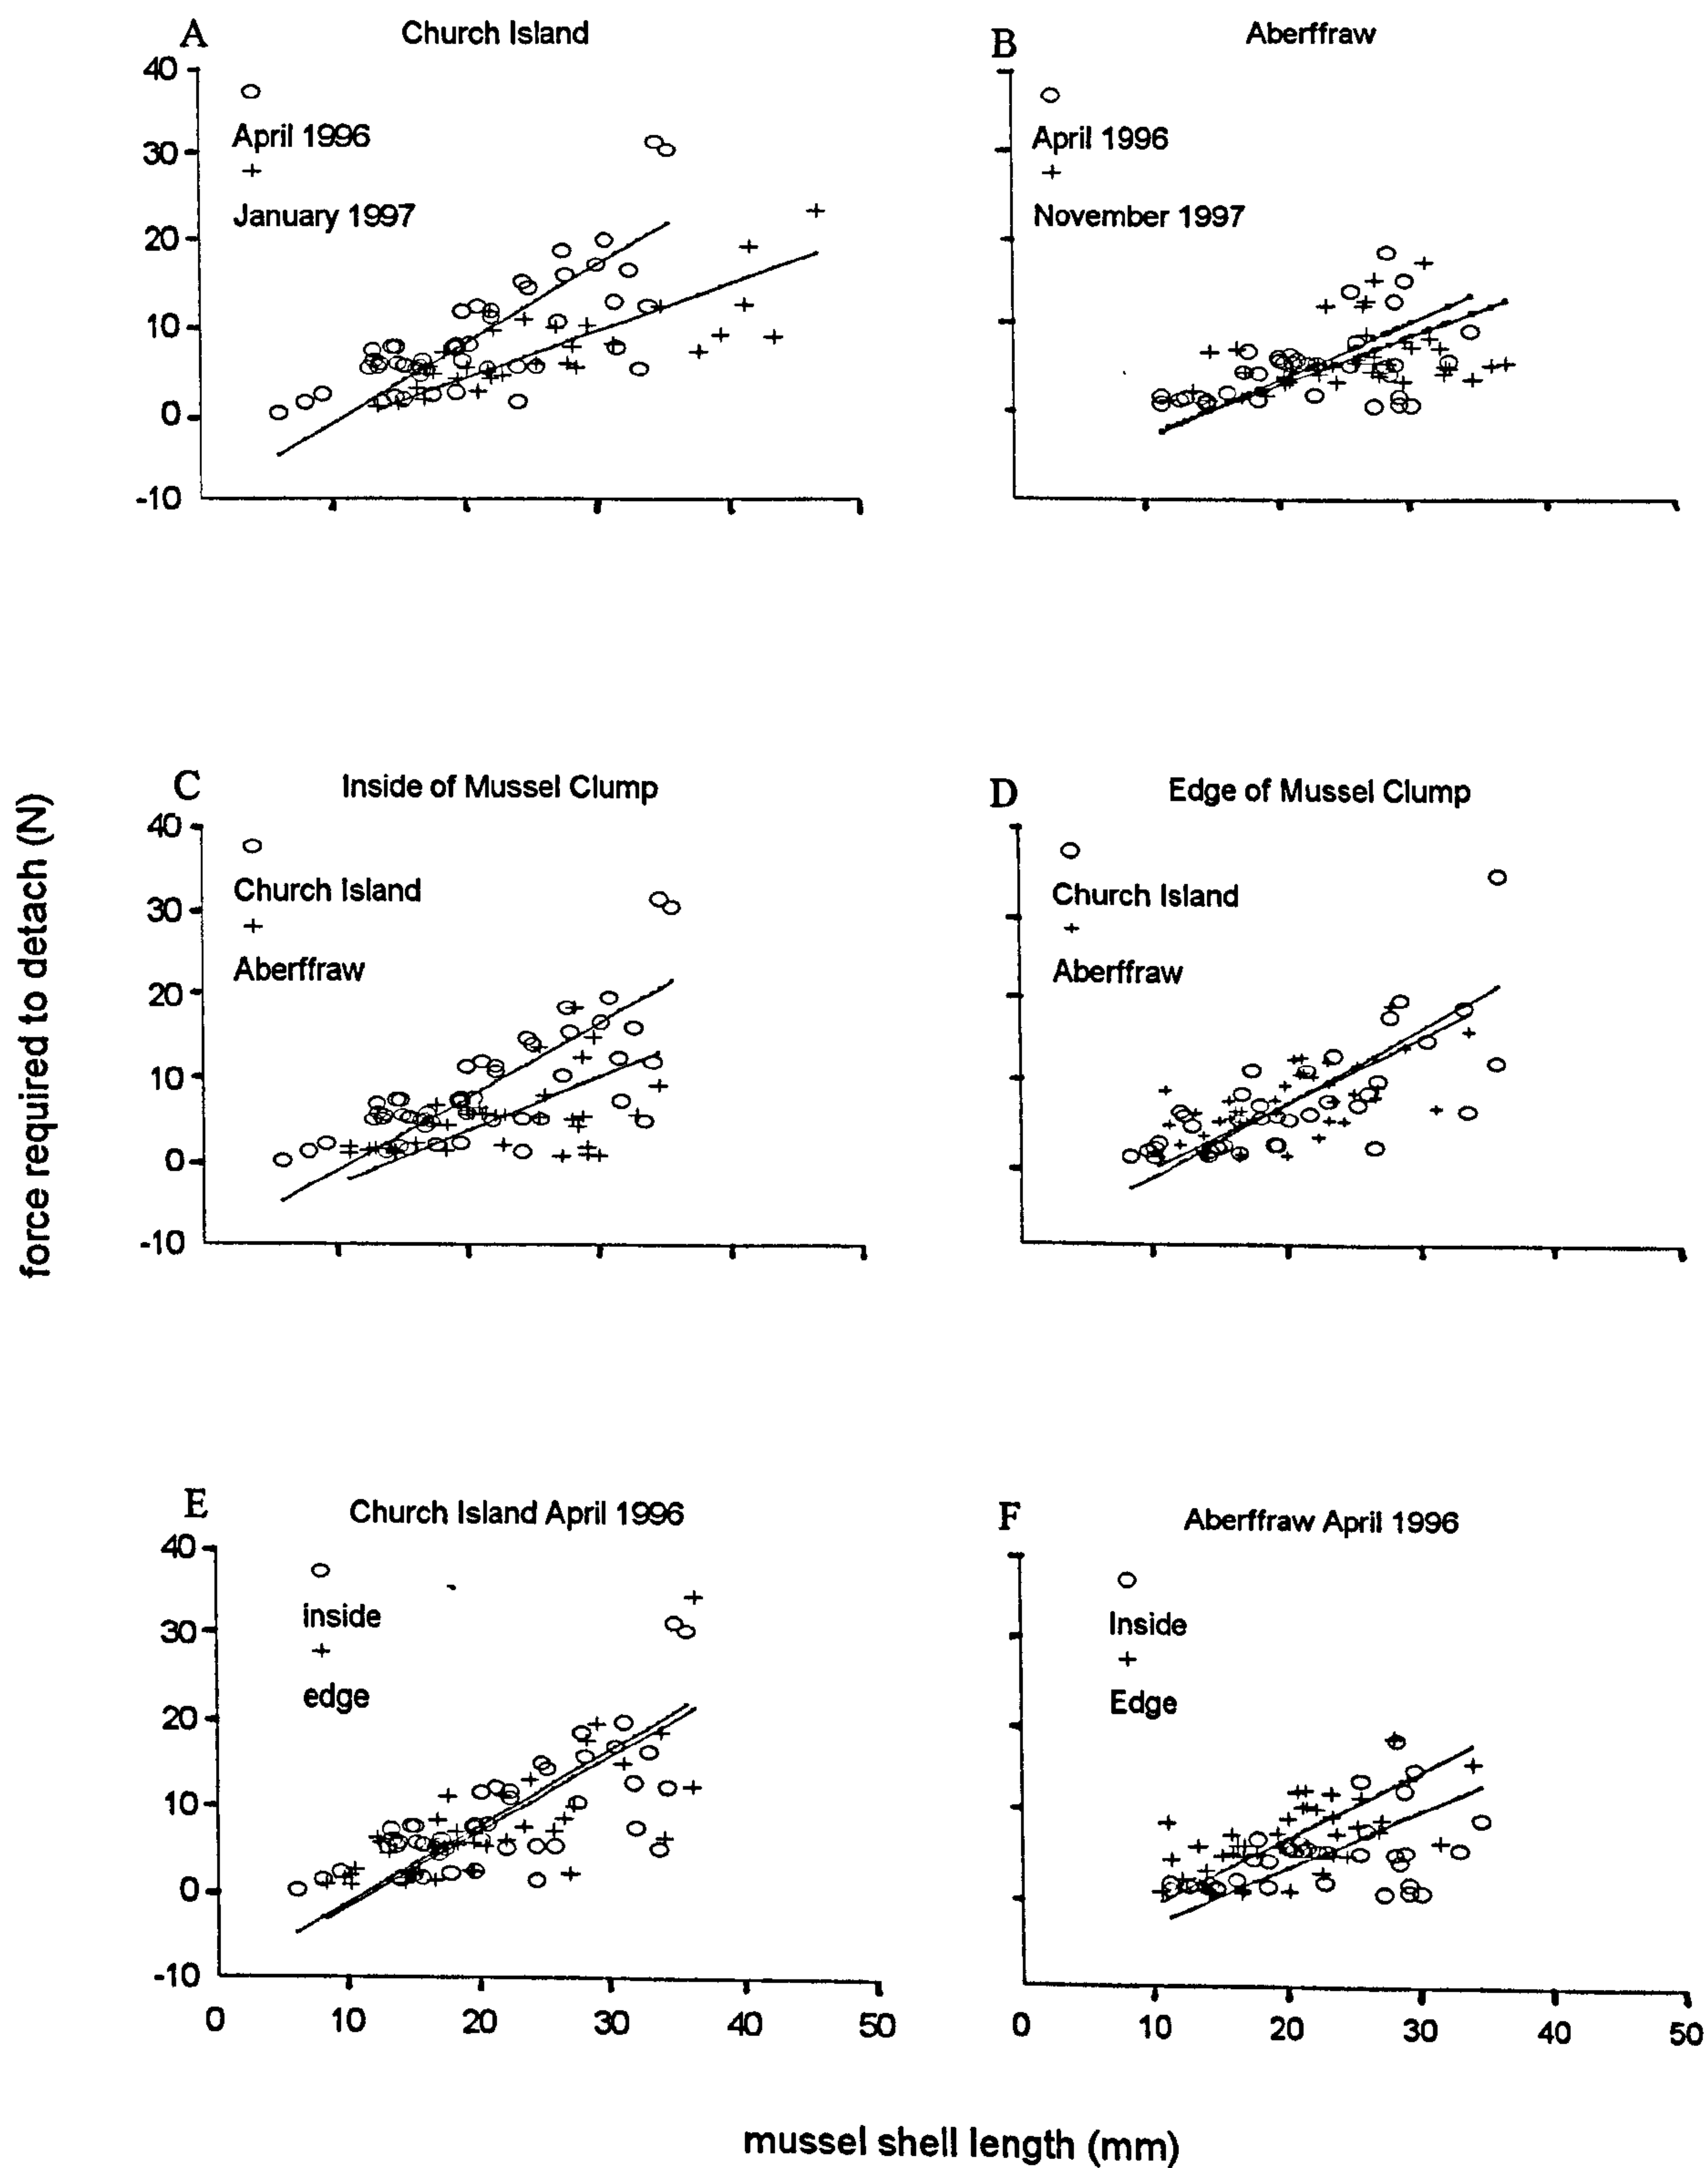 A
Church Island
40
30
20
10
0
-10
April 1996
January 1997
B
Aberffraw
April 1996
November 1997
force required to detach (N)
C
Inside of Mussel Clump
40
30
20
10
0
-10
Church Island
Aberffraw
D
Edge of Mussel Clump
Church Island
Aberffraw
E
Church Island April 1996
40
30
20
10
0
-10
inside
edge
0 10 20 30 40 50
F
Aberffraw April 1996
Inside
Edge
0 10 20 30 40 50
mussel shell length (mm)